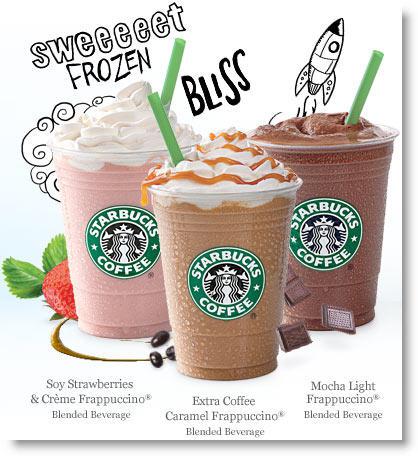 sweeeeet
FROZEN
BLiSS
STARBUCKS
COFFEE
STARBUCKS
COFFEE
STARBUCKS
COFFEE
Soy Strawberries
& Crème Frappuccino®
Blended Beverage
Extra Coffee
Caramel Frappuccino®
Blended Beverage
Mocha Light
Frappuccino®
Blended Beverage